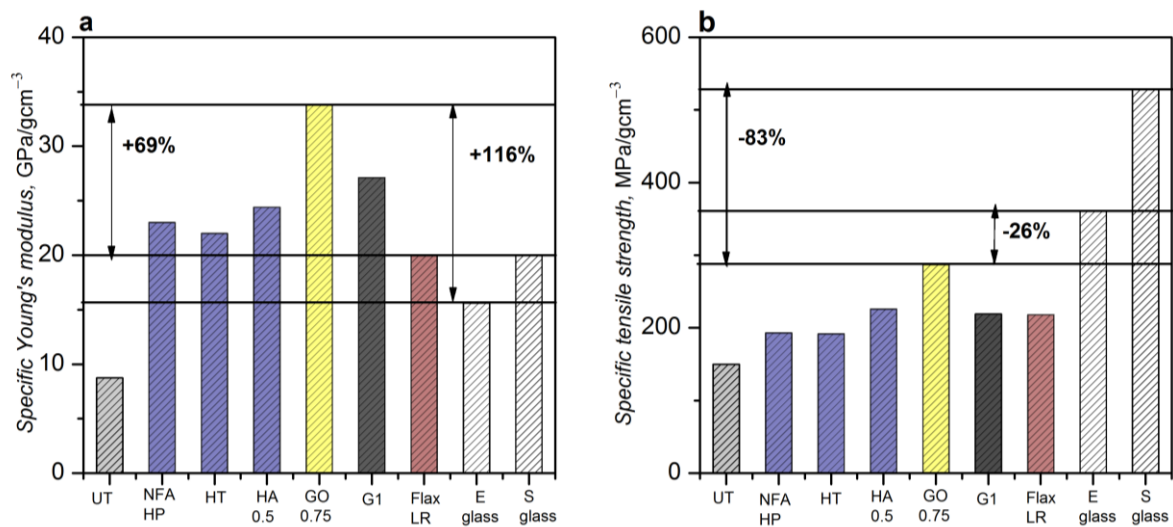 a
Specific Young's modulus, GPa/gcm⁻³
40
30
20
10
0
+69%
+116%
UT
NFA
HP
HT
HA
0.5
GO
0.75
G1
Flax
LR
E
glass
S
glass
b
Specific tensile strength, MPa/gcm⁻³
600
400
200
0
-83%
-26%
UT
NFA
HP
HT
HA
0.5
GO
0.75
G1
Flax
LR
E
glass
S
glass